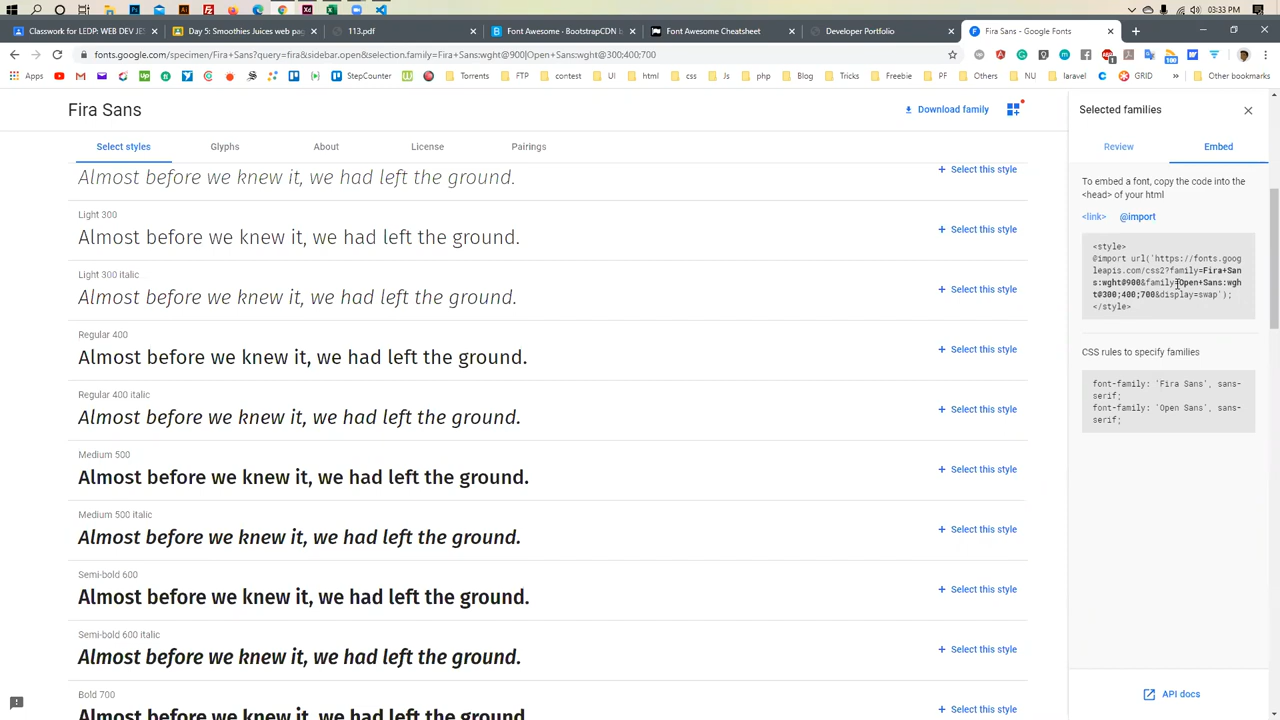 03:33 PM
Classwork for LEDP: WEB DEV JES
Day 5: Smoothies Juices web pag
113.pdf
Font Awesome · BootstrapCDN b
Font Awesome Cheatsheet
Developer Portfolio
Fira Sans - Google Fonts
fonts.google.com/specimen/Fira+Sans?query=fira&sidebar.open&selection.family=Fira+Sans:wght@900|Open+Sans:wght@300;400;700
Apps
StepCounter
Torrents
FTP
contest
UI
html
css
Js
php
Blog
Tricks
Freebie
PF
Others
NU
laravel
GRID
Other bookmarks
Fira Sans
Download family
Select styles
Glyphs
About
License
Pairings
Almost before we knew it, we had left the ground.
+ Select this style
Light 300
Almost before we knew it, we had left the ground.
+ Select this style
Light 300 italic
Almost before we knew it, we had left the ground.
+ Select this style
Regular 400
Almost before we knew it, we had left the ground.
+ Select this style
Regular 400 italic
Almost before we knew it, we had left the ground.
+ Select this style
Medium 500
Almost before we knew it, we had left the ground.
+ Select this style
Medium 500 italic
Almost before we knew it, we had left the ground.
+ Select this style
Semi-bold 600
Almost before we knew it, we had left the ground.
+ Select this style
Semi-bold 600 italic
Almost before we knew it, we had left the ground.
+ Select this style
Bold 700
Almost before we knew it, we had left the ground.
+ Select this style
Selected families
Review
Embed
To embed a font, copy the code into the
<head> of your html
<link>
@import
<style>
@import url('https://fonts.goog
leapis.com/css2?family=Fira+San
s:wght@900&family=Open+Sans:wgh
t@300;400;700&display=swap');
</style>
CSS rules to specify families
font-family: 'Fira Sans', sans-
serif;
font-family: 'Open Sans', sans-
serif;
API docs